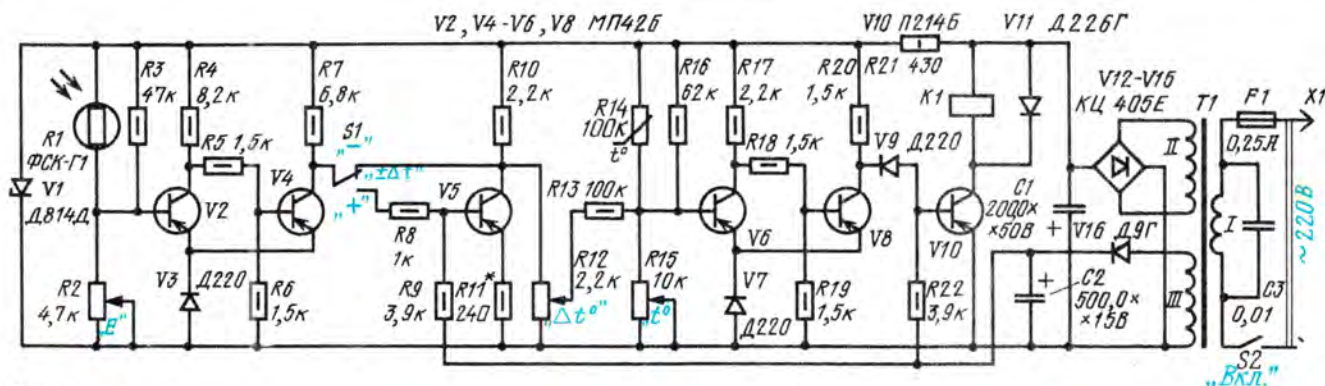 V2, V4-V6, V8 МП42Б
V10 П214Б
V11 Д226Г
R3
47к
R4
8,2к
R7
6,8к
R10
2,2к
R14
100К
t°
R16
62к
R17
2,2к
R20
1,5к
R21
430
К1
V12-V15
КЦ 405Е
T1
F1
0,25А
X1
R1
ФСК-Г1
V1
Д814Д
R5 1,5к
S1
„−"
„±Δt"
„+"
V2
V4
V5
R13 100к
R18 1,5к
V9 Д220
V6
V8
V10
C1
2000×
×50В
II
I
III
~220В
R2
4,7к
„E"
V3
Д220
R6
1,5к
R8
1к
R9
3,9к
R11*
240
R12
2,2к
„Δt°"
R15
10к
„t°"
V7
Д220
R19
1,5к
R22
3,9к
+
V16
Д9Г
+
C2
500,0×
×15В
C3
0,01
S2
„Вкл."